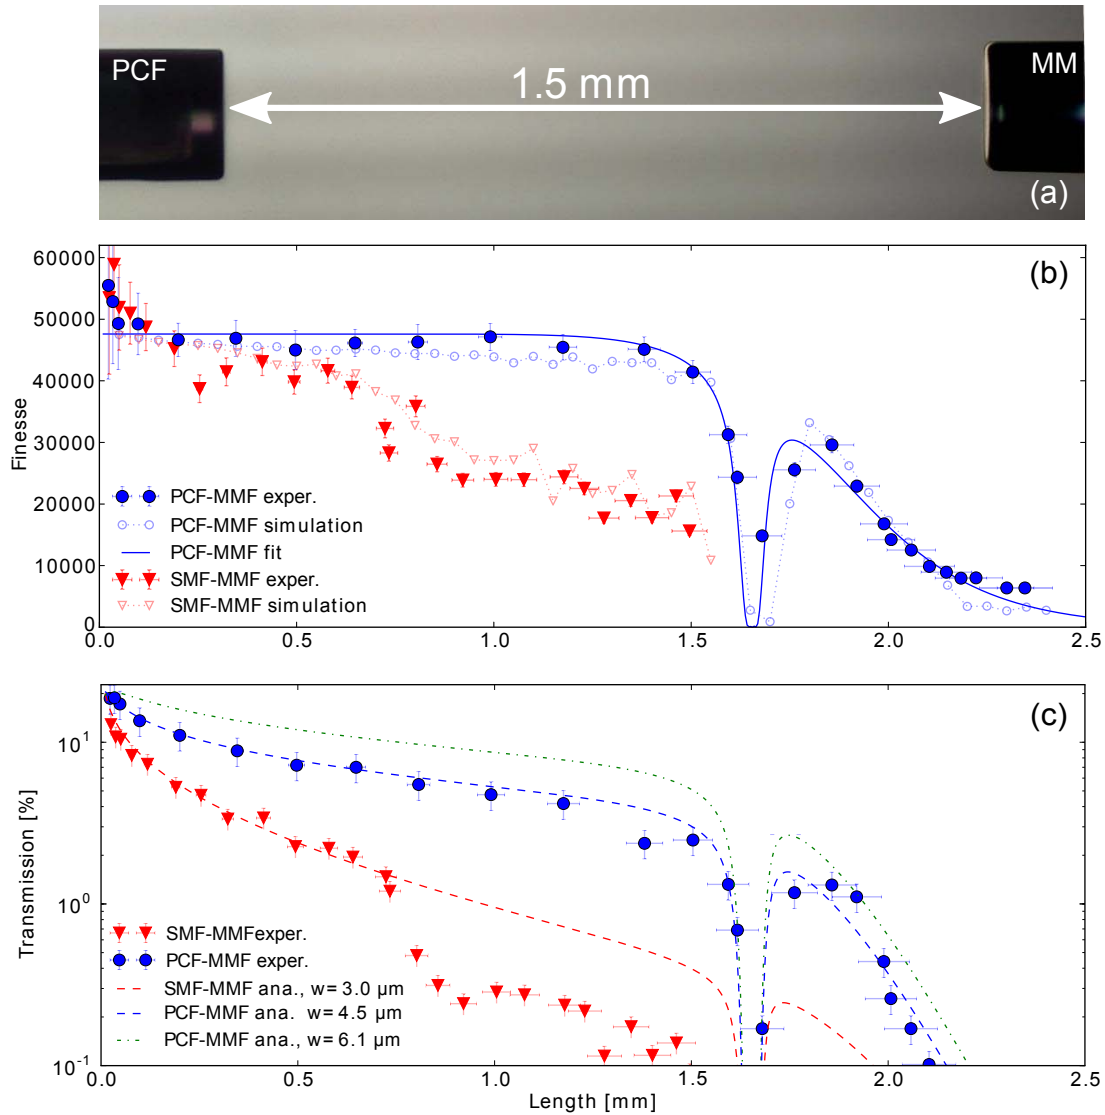 PCF
1.5 mm
MM
(a)
(b)
60000
50000
40000
30000
20000
10000
0
Finesse
PCF-MMF exper.
PCF-MMF simulation
PCF-MMF fit
SMF-MMF exper.
SMF-MMF simulation
0.0 0.5 1.0 1.5 2.0 2.5
(c)
10¹
10⁰
10⁻¹
Transmission [%]
SMF-MMFexper.
PCF-MMF exper.
SMF-MMF ana., w= 3.0 µm
PCF-MMF ana. w= 4.5 µm
PCF-MMF ana., w= 6.1 µm
0.0 0.5 1.0 1.5 2.0 2.5
Length [mm]